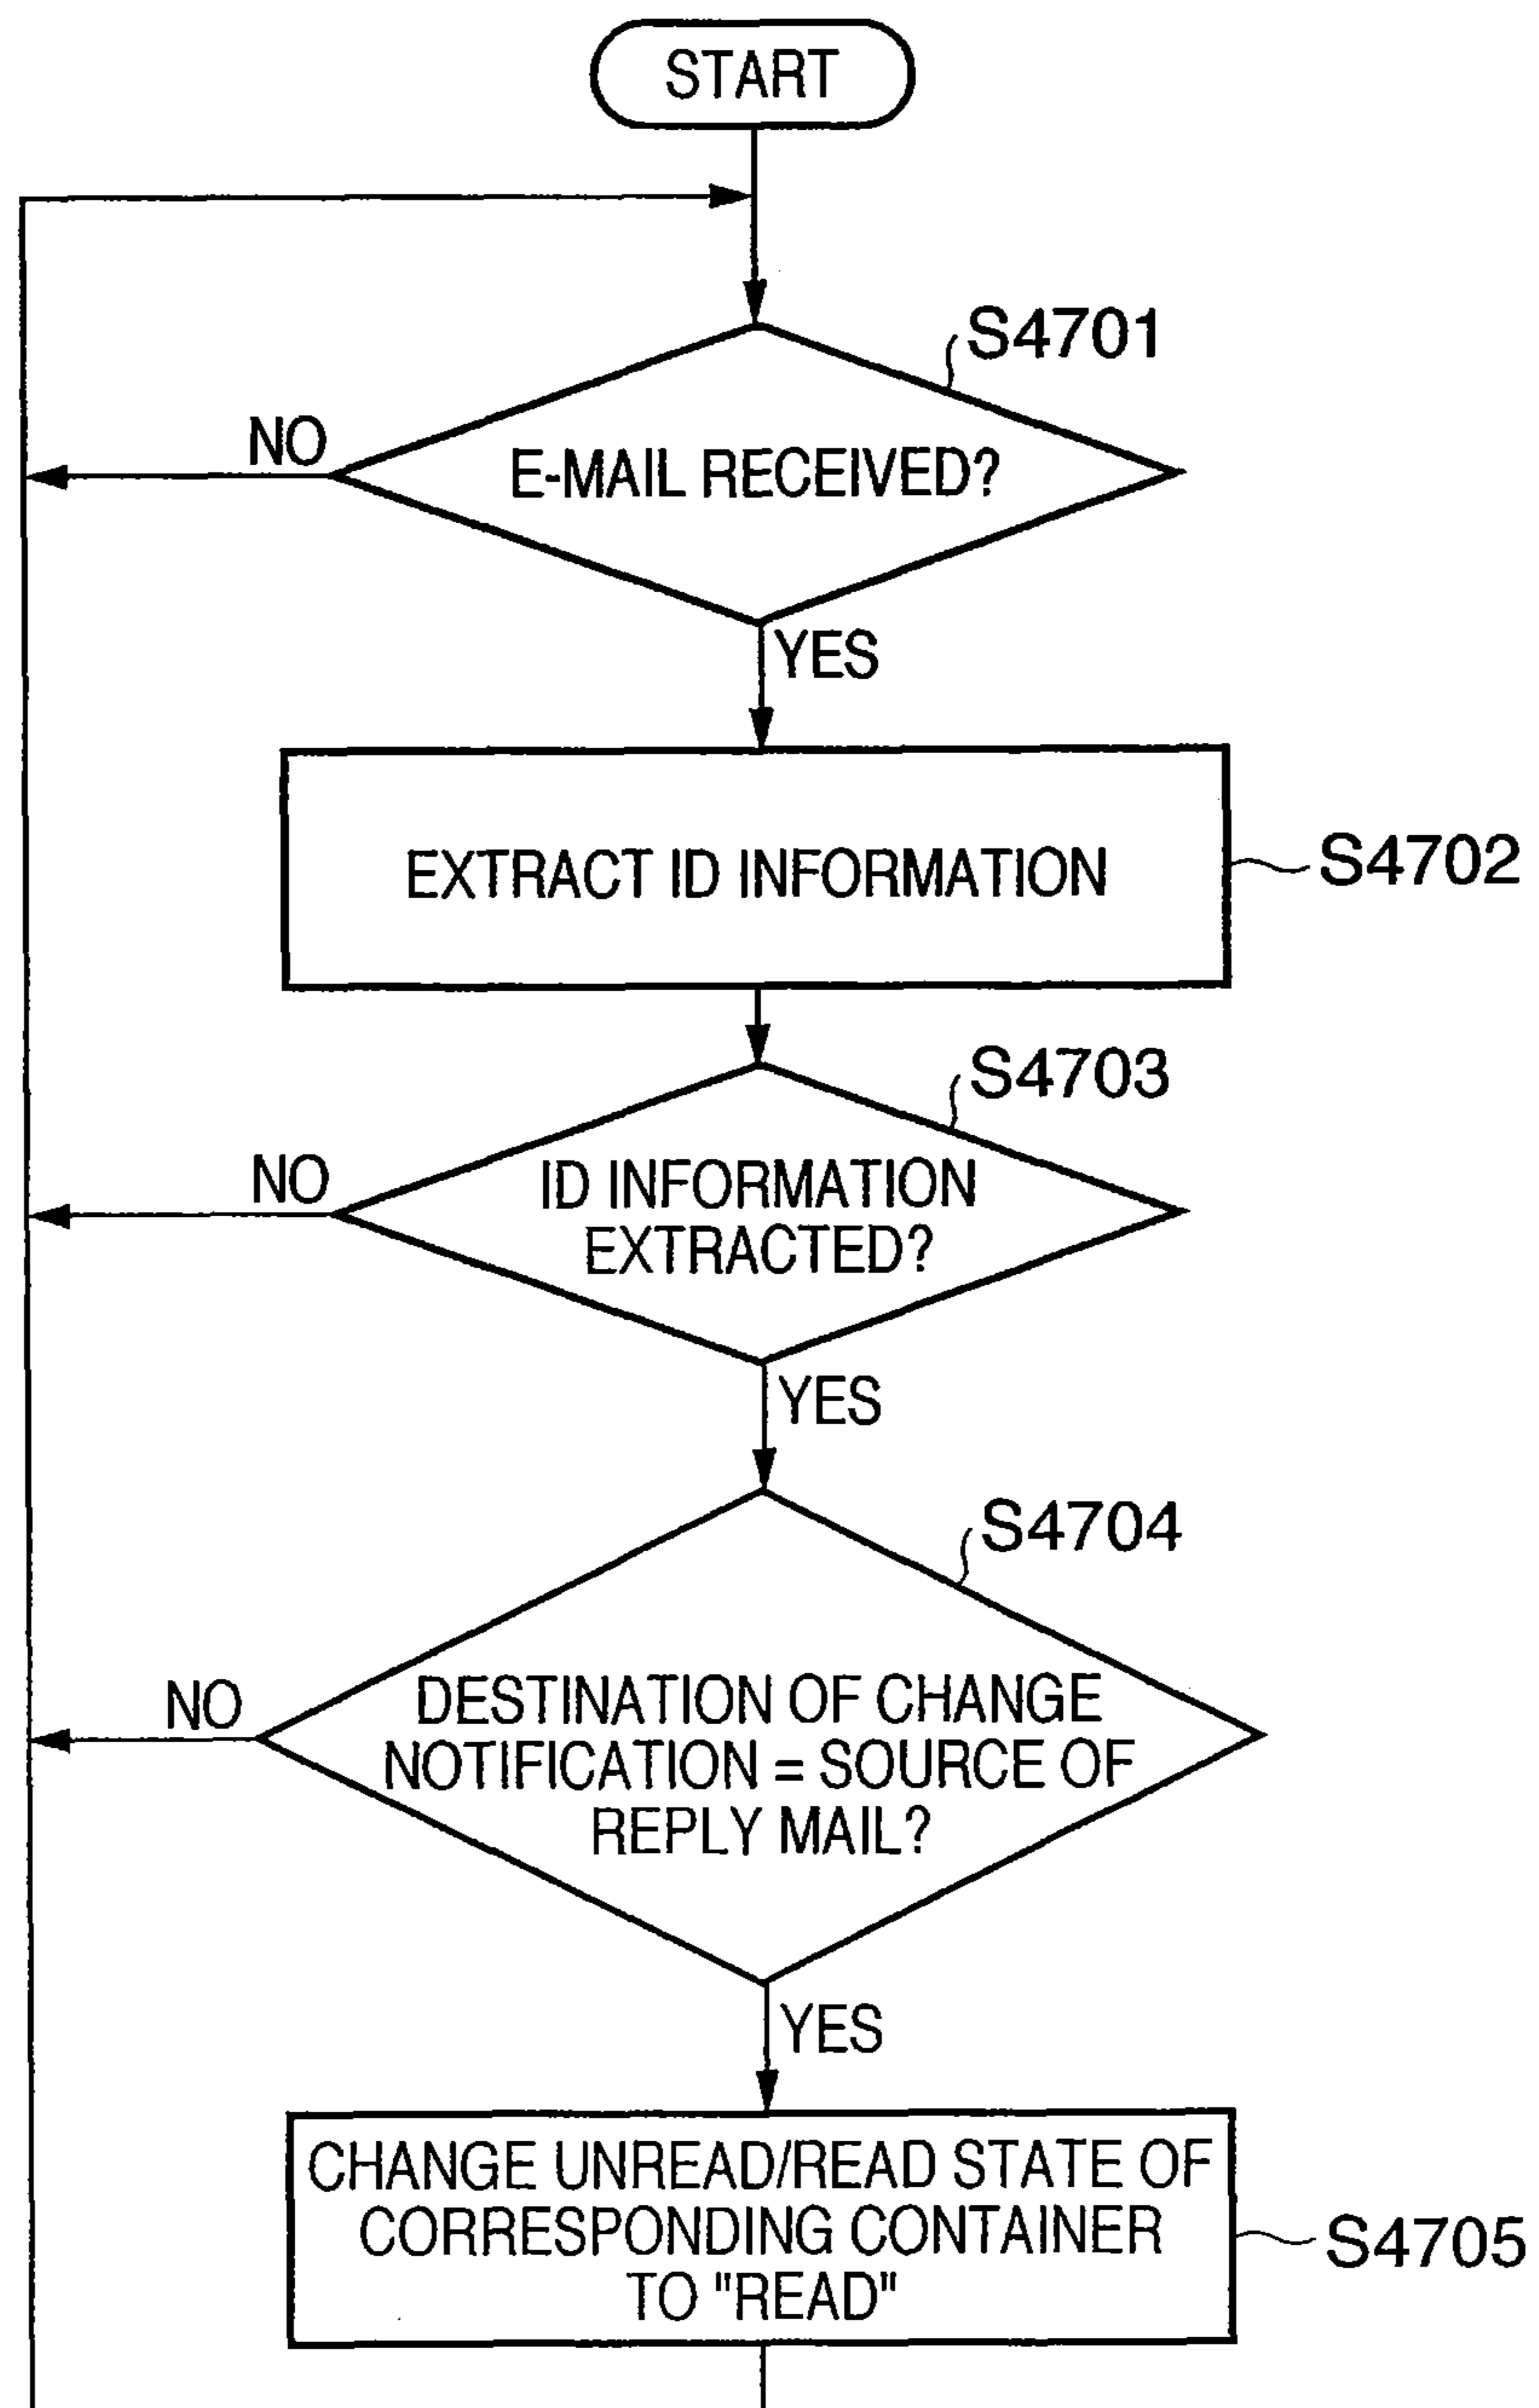 START
S4701
NO
E-MAIL RECEIVED?
YES
EXTRACT ID INFORMATION
S4702
S4703
NO
ID INFORMATION
EXTRACTED?
YES
S4704
NO
DESTINATION OF CHANGE
NOTIFICATION = SOURCE OF
REPLY MAIL?
YES
CHANGE UNREAD/READ STATE OF
CORRESPONDING CONTAINER
TO "READ"
S4705